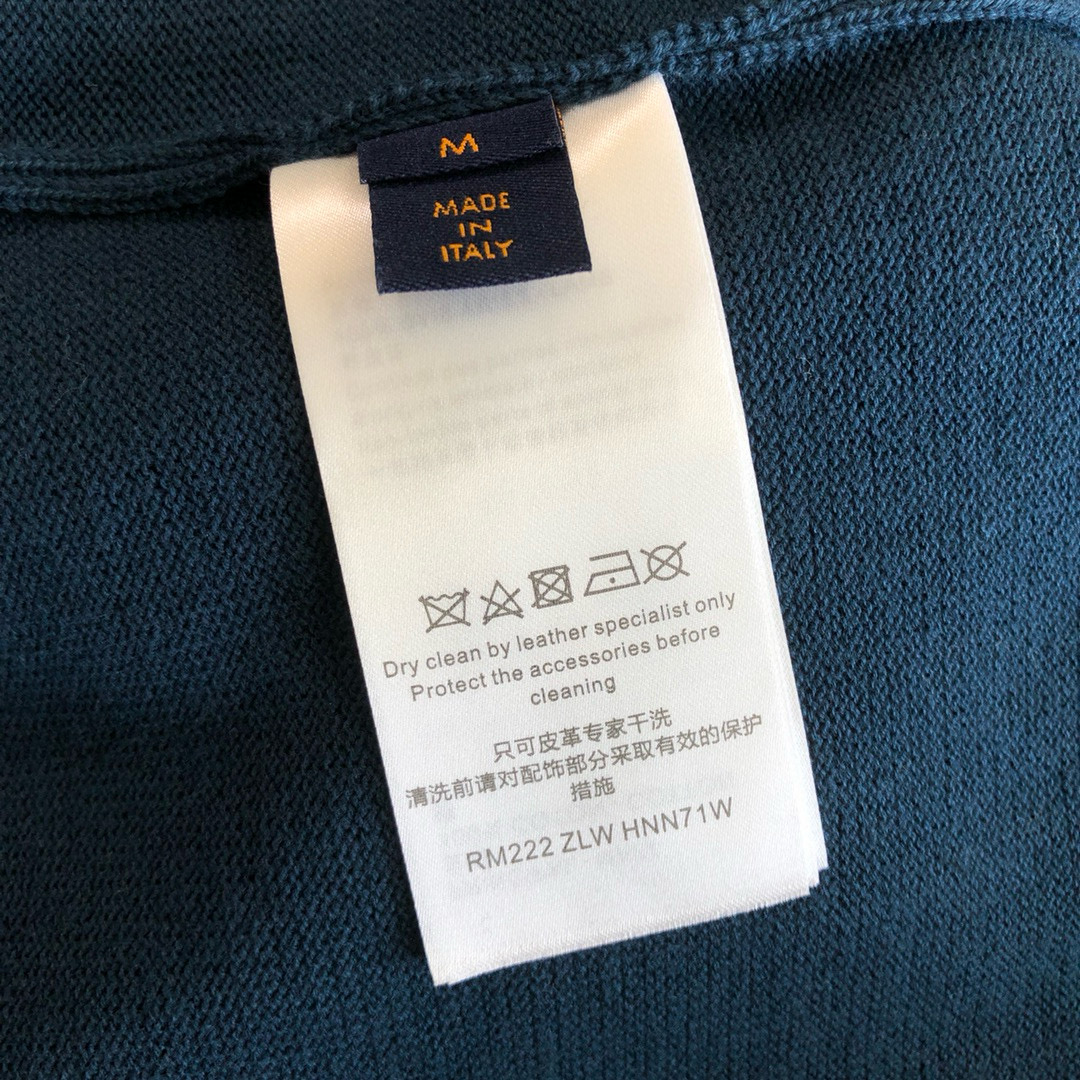 M
MADE
IN
ITALY
Dry clean by leather specialist only
Protect the accessories before
cleaning
只可皮革专家干洗
清洗前请对配饰部分采取有效的保护
措施
RM222 ZLW HNN71W